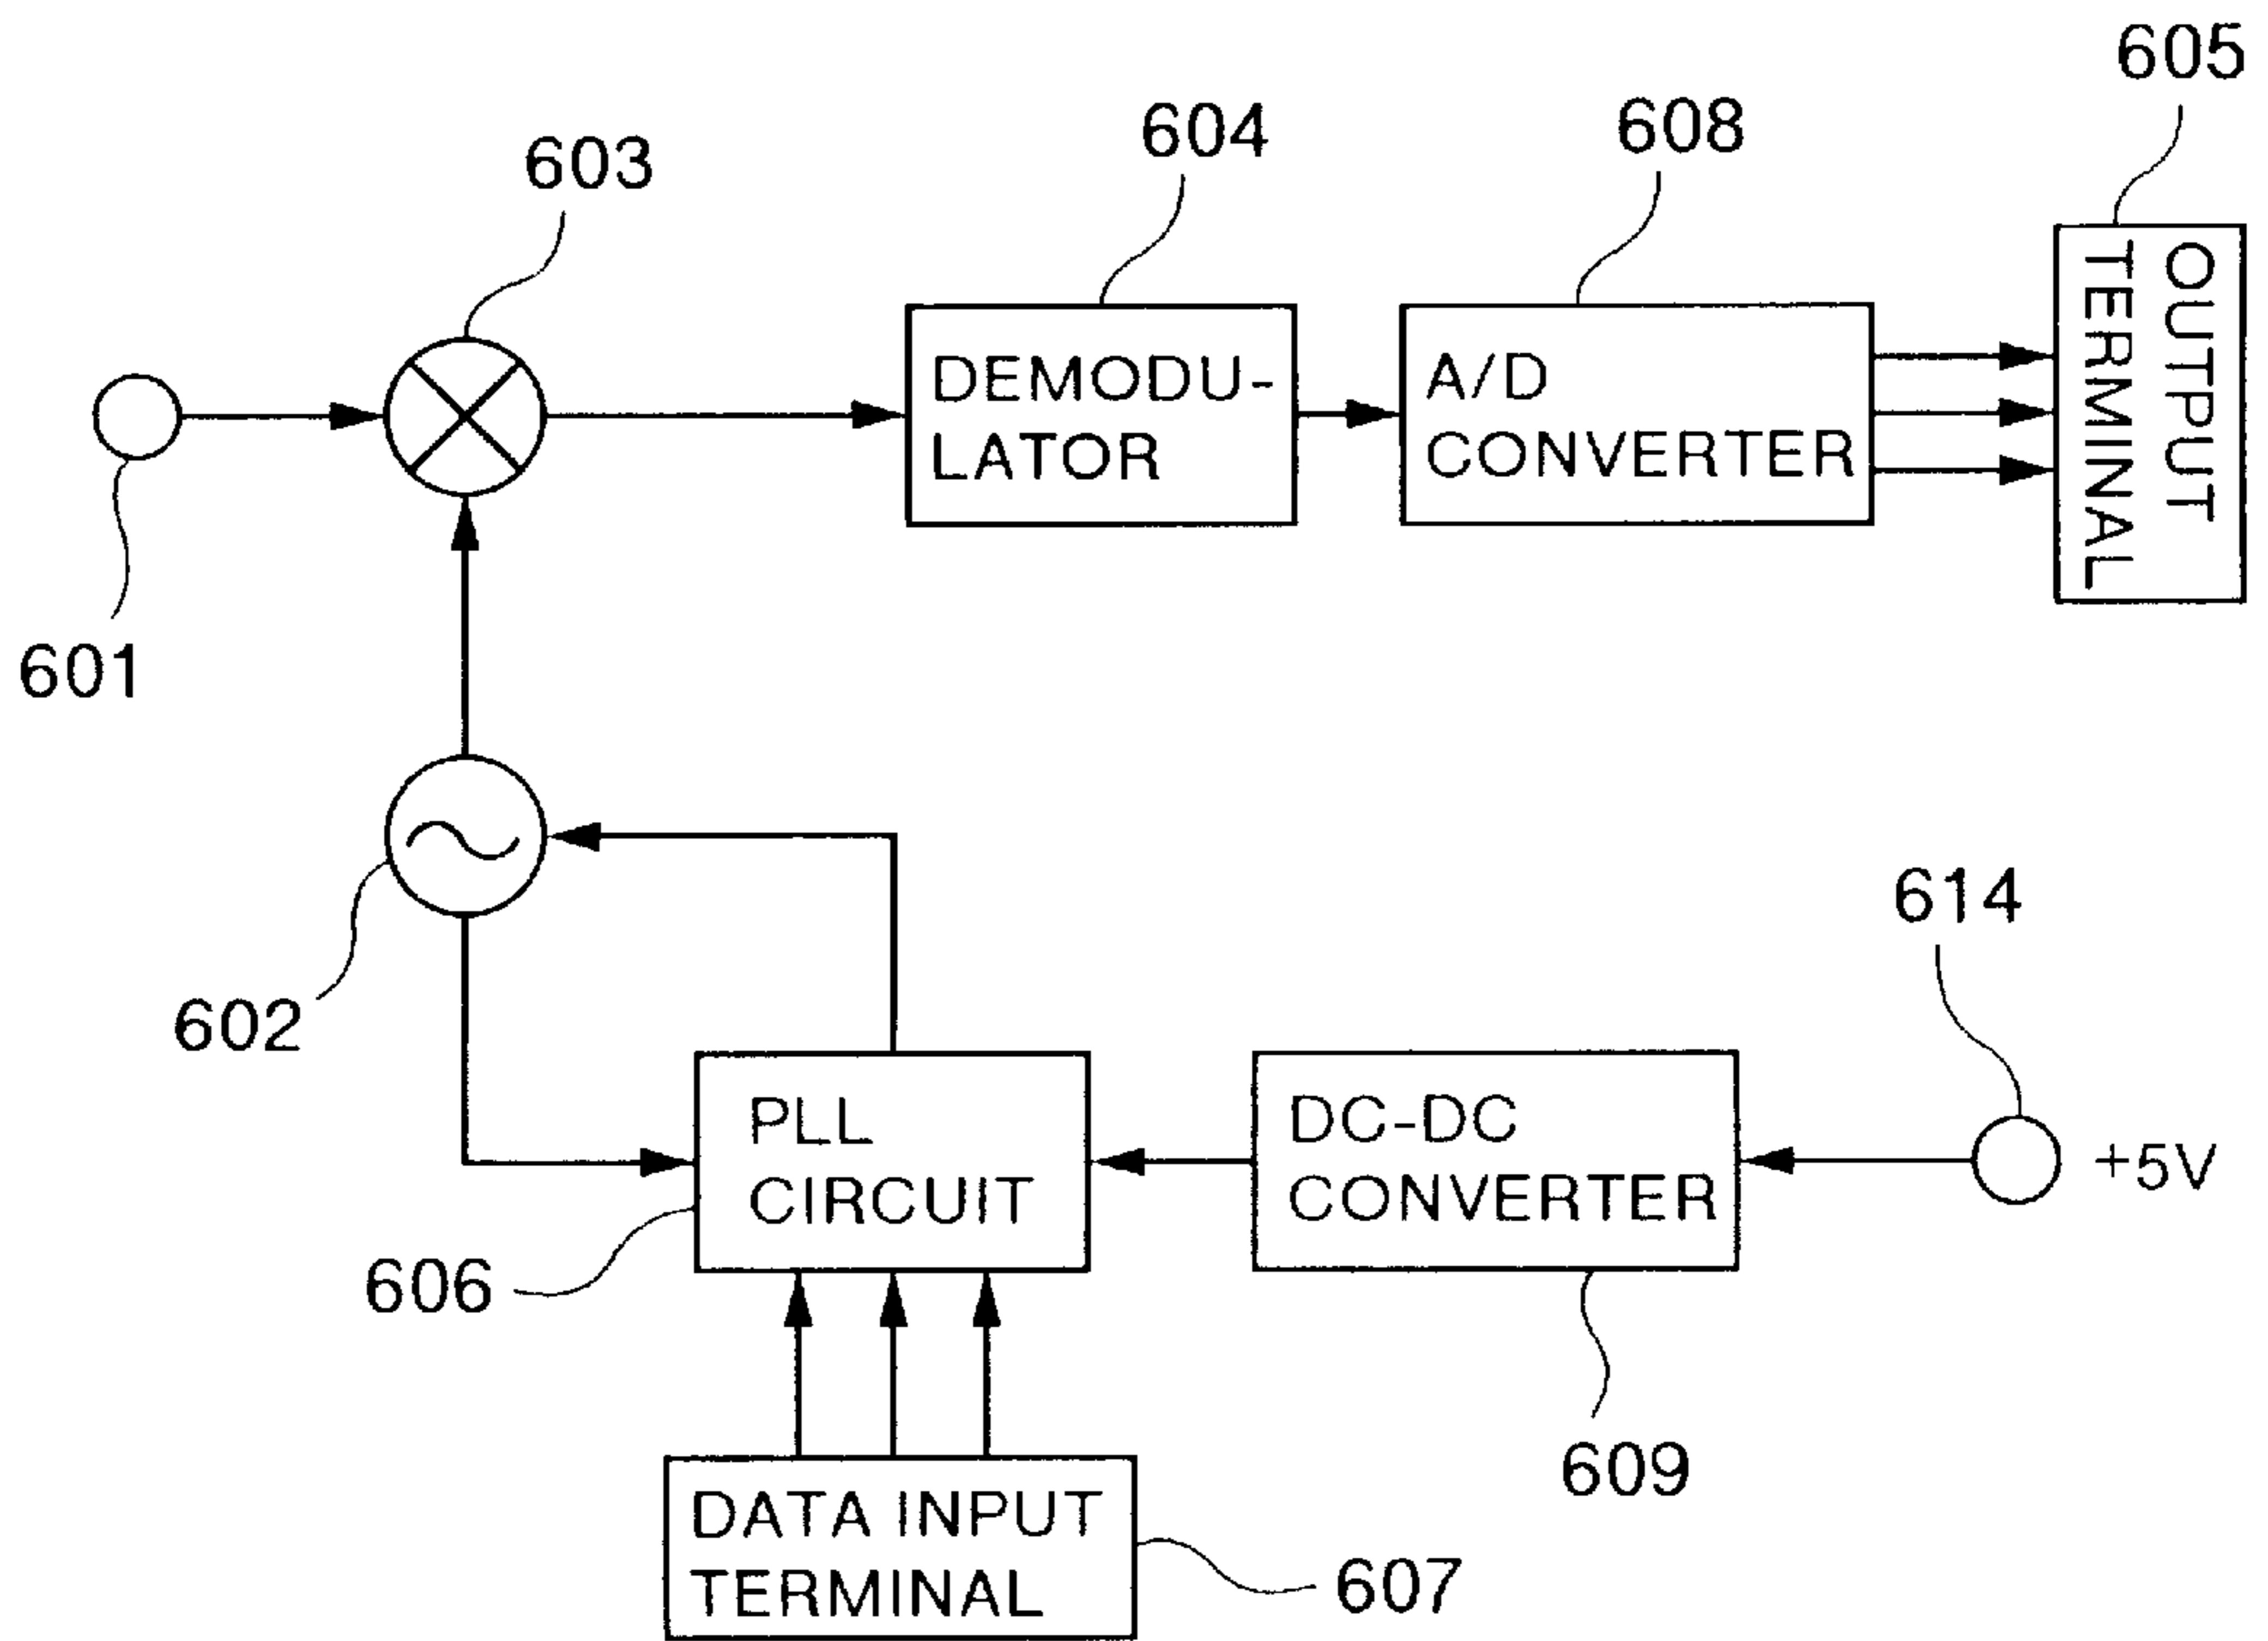 605
604
608
603
OUTPUT
TERMINAL
DEMODU-
LATOR
A/D
CONVERTER
601
602
614
PLL
CIRCUIT
DC-DC
CONVERTER
+5V
606
609
DATA INPUT
TERMINAL
607